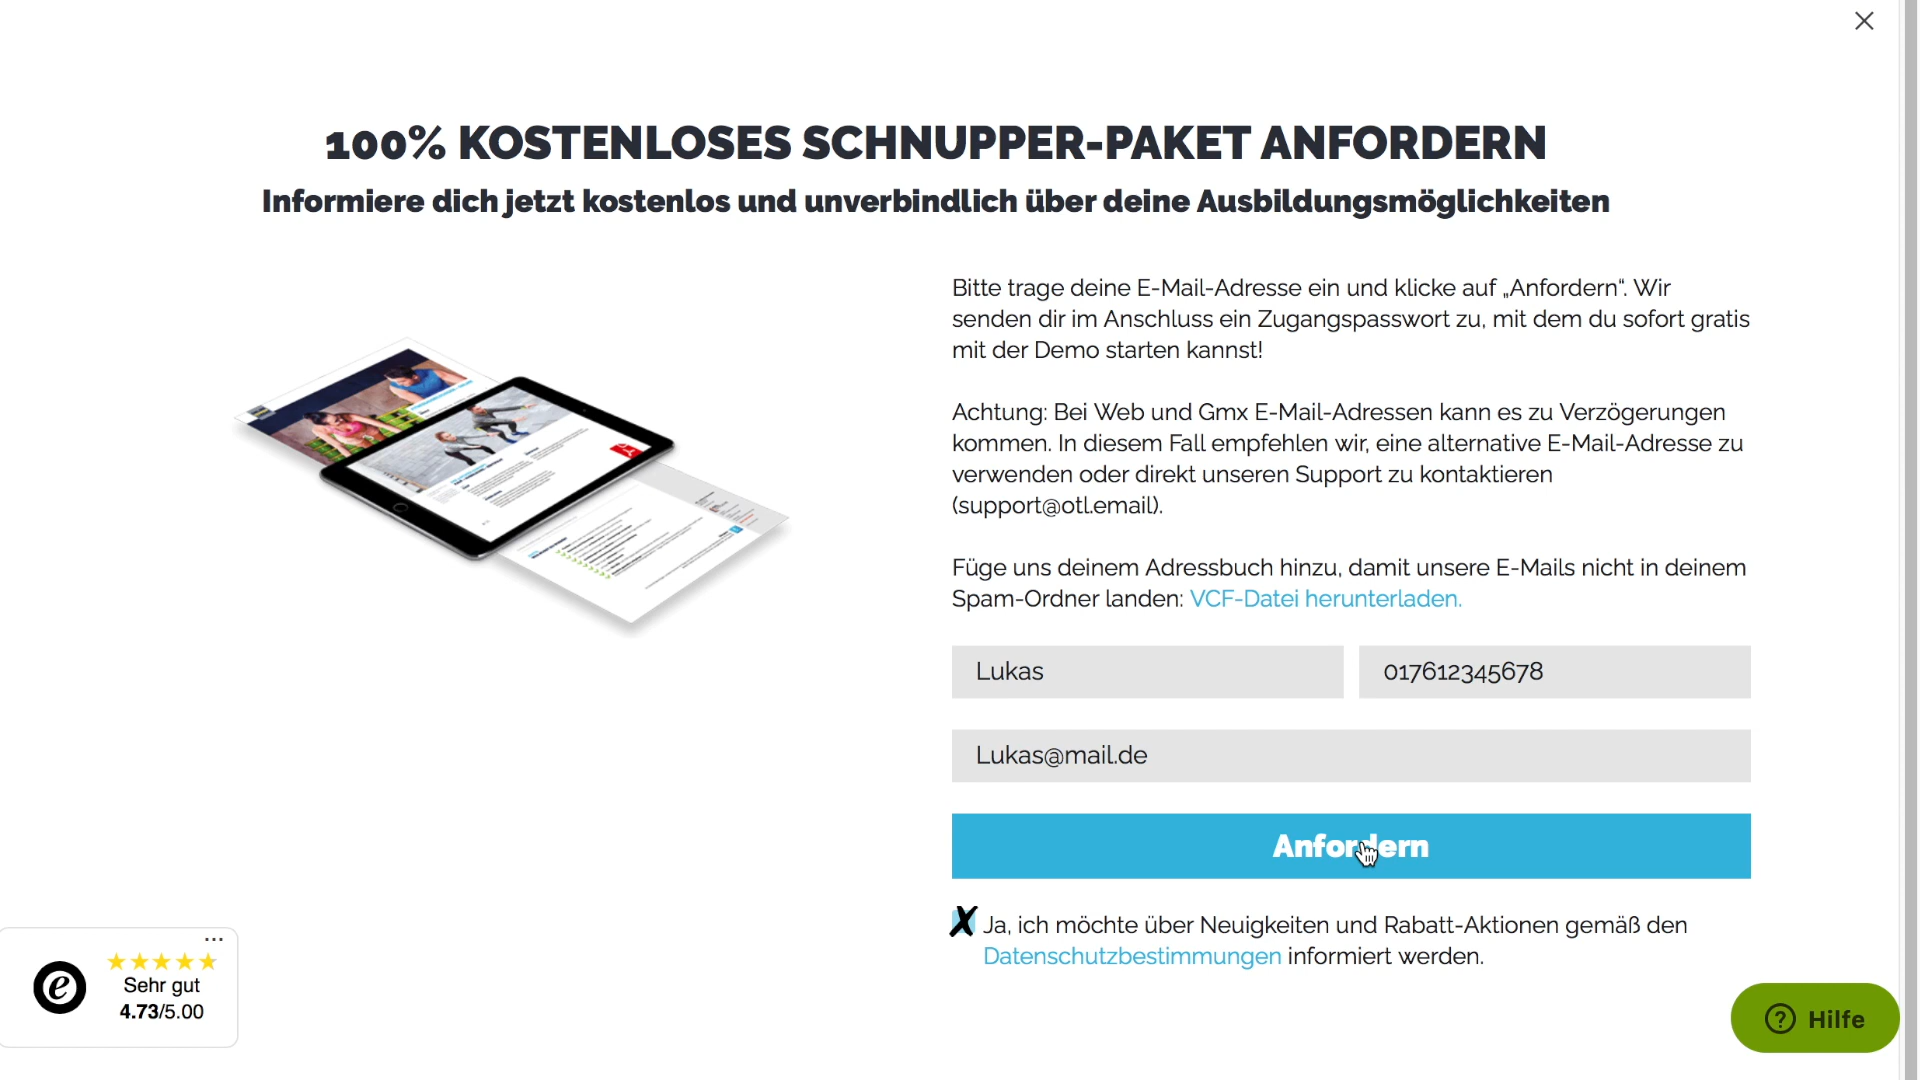 100% KOSTENLOSES SCHNUPPER-PAKET ANFORDERN
Informiere dich jetzt kostenlos und unverbindlich über deine Ausbildungsmöglichkeiten
Bitte trage deine E-Mail-Adresse ein und klicke auf „Anfordern“. Wir
senden dir im Anschluss ein Zugangspasswort zu, mit dem du sofort gratis
mit der Demo starten kannst!
Achtung: Bei Web und Gmx E-Mail-Adressen kann es zu Verzögerungen
kommen. In diesem Fall empfehlen wir, eine alternative E-Mail-Adresse zu
verwenden oder direkt unseren Support zu kontaktieren
(support@otl.email).
Füge uns deinem Adressbuch hinzu, damit unsere E-Mails nicht in deinem
Spam-Ordner landen: VCF-Datei herunterladen.
Lukas
017612345678
Lukas@mail.de
Anfordern
Ja, ich möchte über Neuigkeiten und Rabatt-Aktionen gemäß den
Datenschutzbestimmungen informiert werden.
Sehr gut
4.73/5.00
Hilfe